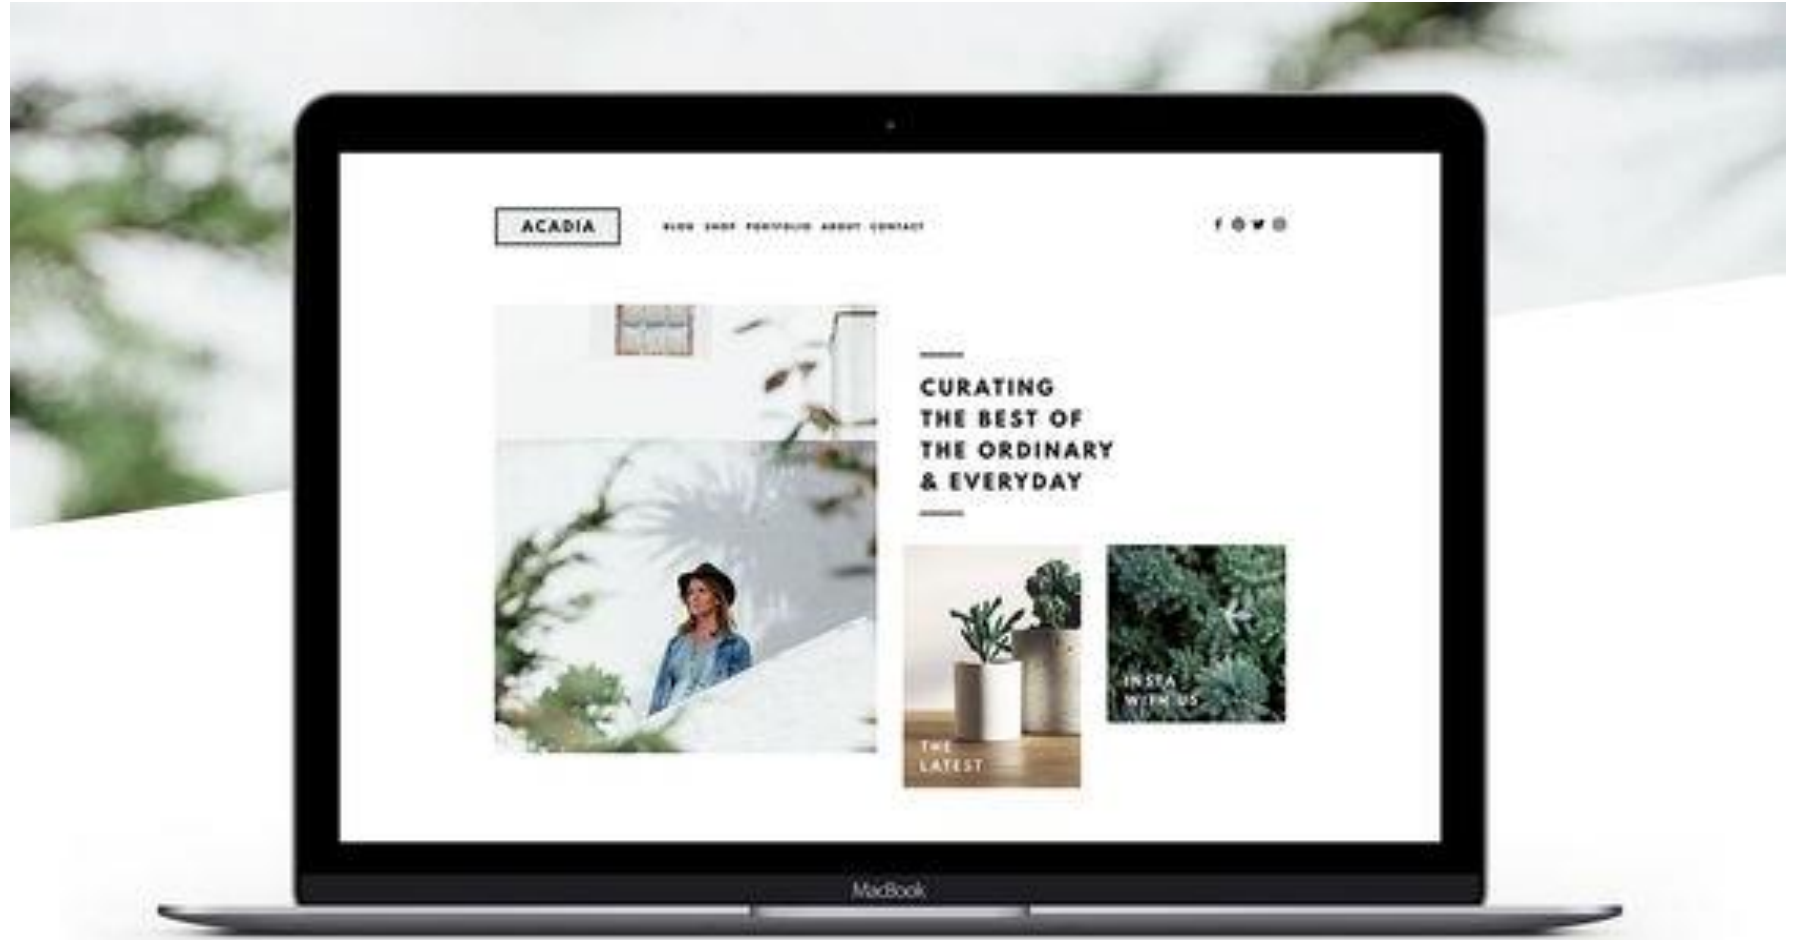 ACADIA
BLOG SHOP PORTFOLIO ABOUT CONTACT
CURATING
THE BEST OF
THE ORDINARY
& EVERYDAY
THE
LATEST
INSTA
WITH US
MacBook